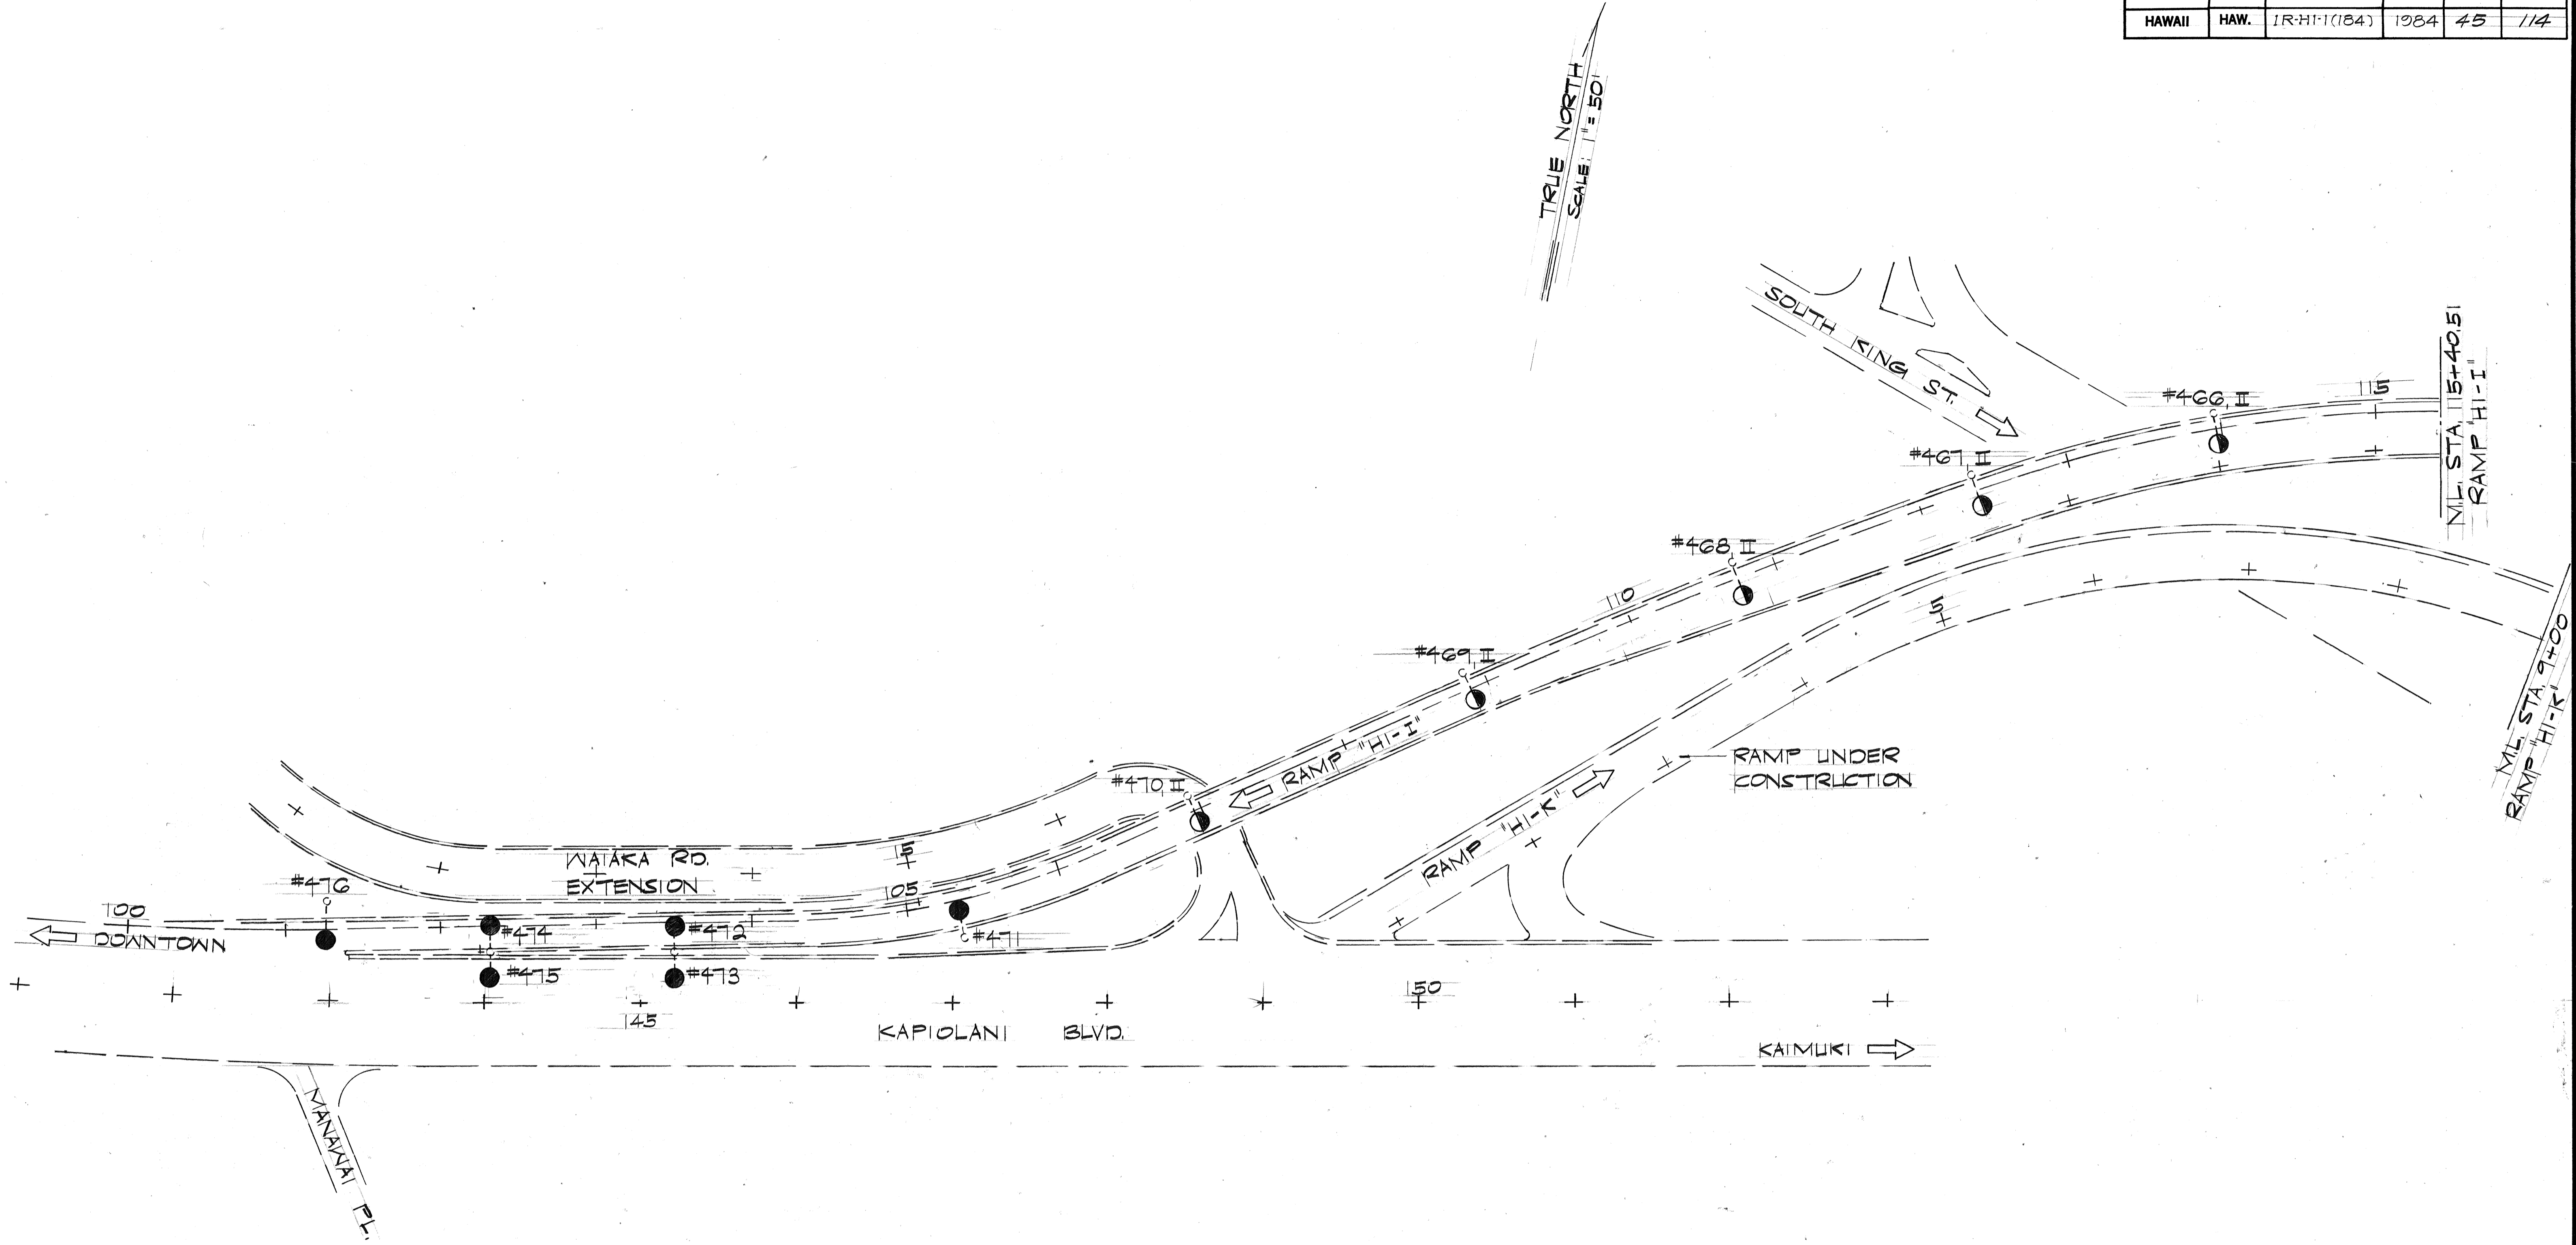 HAWAII HAW. IR-H1-1(184) 1984 45 114
TRUE NORTH
SCALE: 1" = 50'
SOUTH KING ST.
#466, II
115
M.L. STA. 115+40.51
RAMP "H1-I"
#467, II
#468, II
110
5
#469, II
RAMP "H1-I"
M.L. STA. 9+00
RAMP "H1-K"
RAMP UNDER
CONSTRUCTION
#470, II
RAMP "H1-K"
WAIAKA RD.
EXTENSION
15
105
#476
100
DOWNTOWN
#474
#472
#471
#475
#473
150
145
KAPIOLANI BLVD.
KAIMUKI
MANAWAI PL.